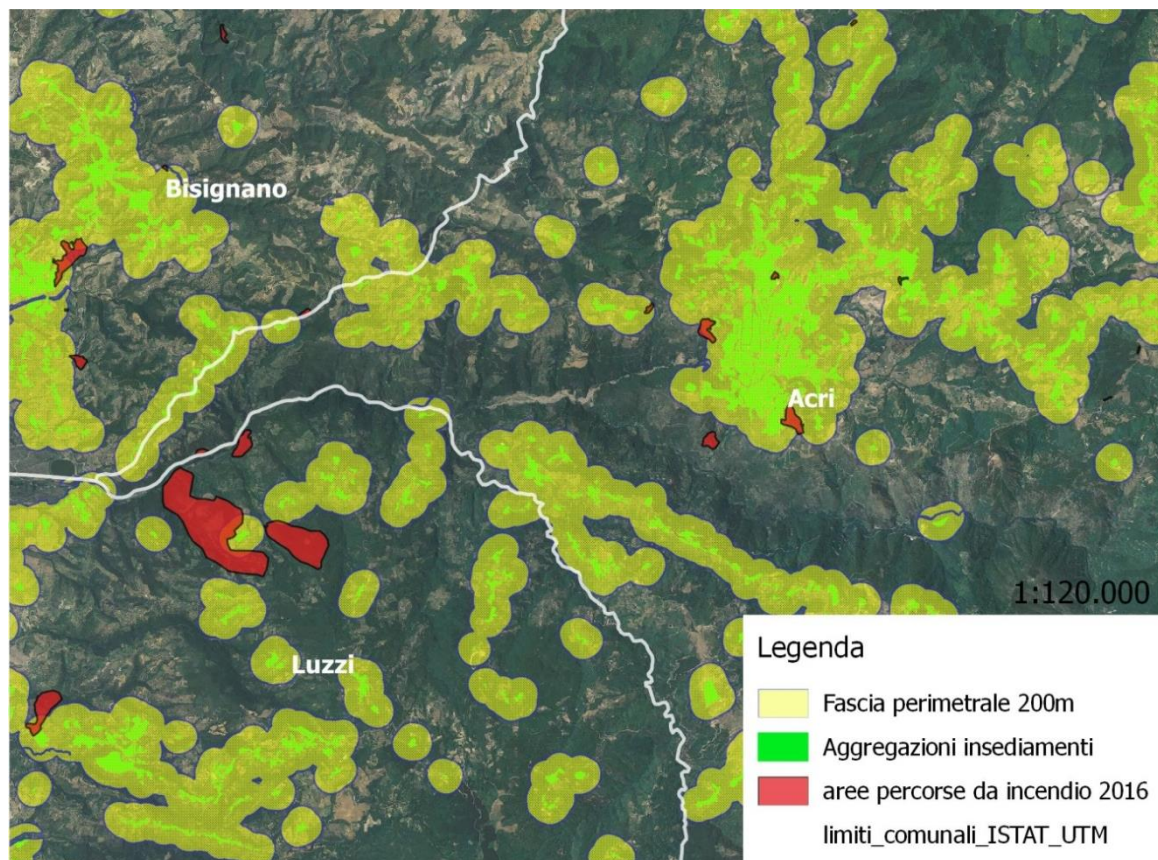 Bisignano
Acri
Luzzi
1:120.000
Legenda
Fascia perimetrale 200m
Aggregazioni insediamenti
aree percorse da incendio 2016
limiti_comunali_ISTAT_UTM